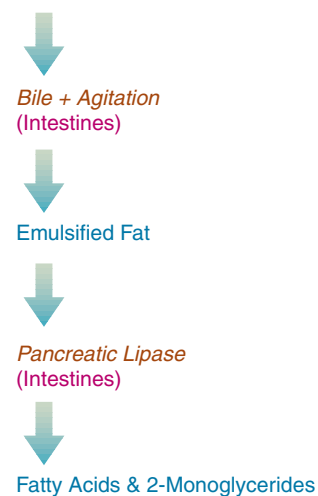 Bile + Agitation
(Intestines)
Emulsified Fat
Pancreatic Lipase
(Intestines)
Fatty Acids & 2-Monoglycerides